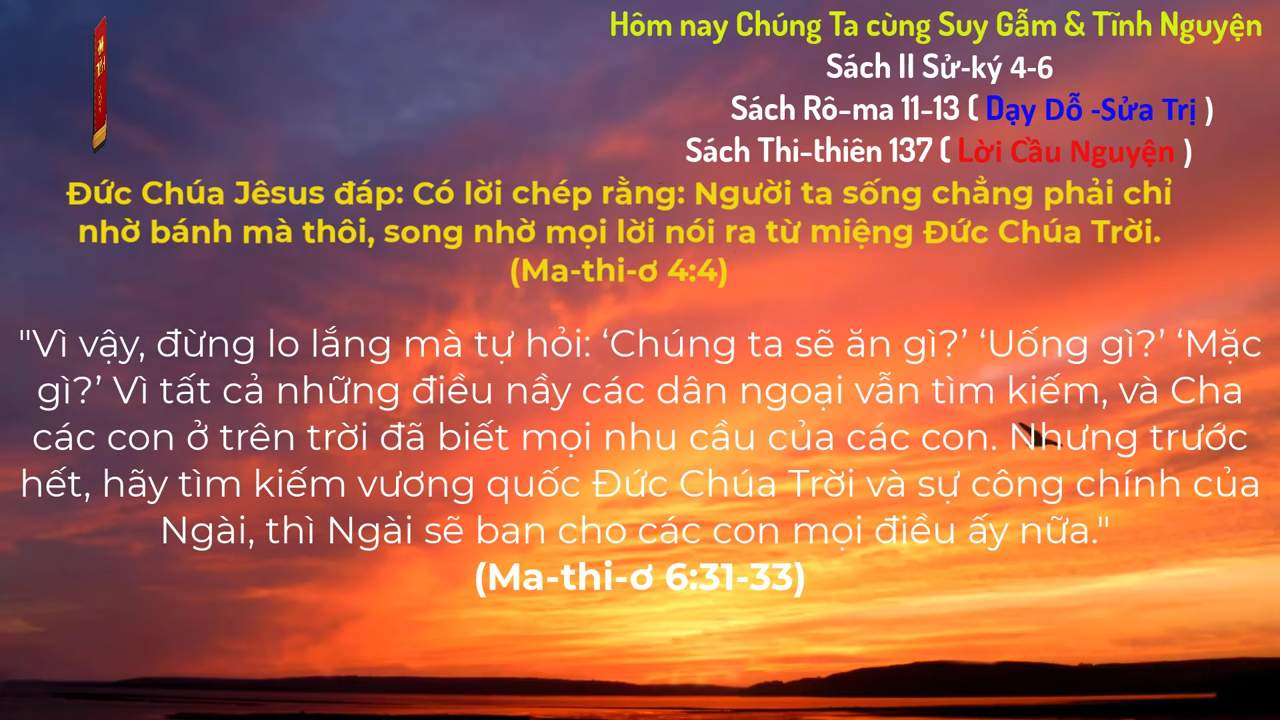 Hôm nay Chúng Ta cùng Suy Gẫm & Tĩnh Nguyện
Sách II Sử-ký 4-6
Sách Rô-ma 11-13 ( Dạy Dỗ -Sửa Trị )
Sách Thi-thiên 137 ( Lời Cầu Nguyện )
Đức Chúa Jêsus đáp: Có lời chép rằng: Người ta sống chẳng phải chỉ
nhờ bánh mà thôi, song nhờ mọi lời nói ra từ miệng Đức Chúa Trời.
(Ma-thi-ơ 4:4)
"Vì vậy, đừng lo lắng mà tự hỏi: ‘Chúng ta sẽ ăn gì?’ ‘Uống gì?’ ‘Mặc
gì?’ Vì tất cả những điều nầy các dân ngoại vẫn tìm kiếm, và Cha
các con ở trên trời đã biết mọi nhu cầu của các con. Nhưng trước
hết, hãy tìm kiếm vương quốc Đức Chúa Trời và sự công chính của
Ngài, thì Ngài sẽ ban cho các con mọi điều ấy nữa."
(Ma-thi-ơ 6:31-33)